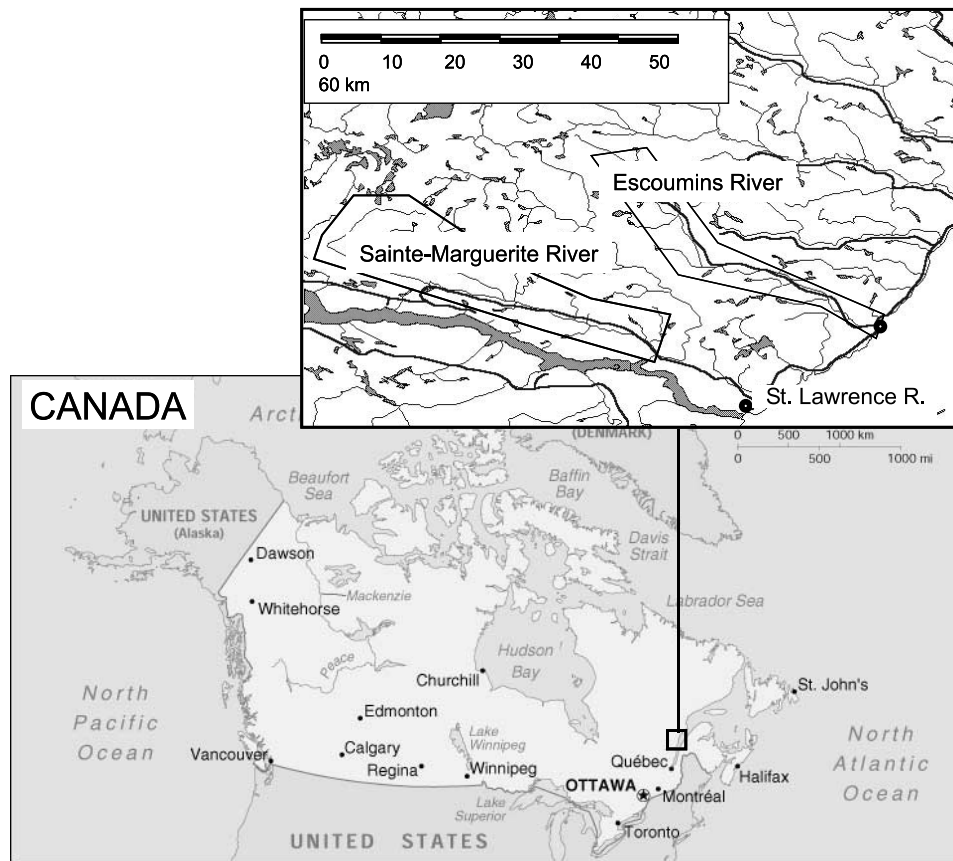 0 10 20 30 40 50
60 km
Escoumins River
Sainte-Marguerite River
St. Lawrence R.
CANADA
Arc
(DENMARK)
0 500 1000 km
0 500 1000 mi
Beaufort
Sea
Baffin
Bay
UNITED STATES
(Alaska)
Davis
Strait
Dawson
Mackenzie
Whitehorse
Labrador Sea
Peace
Hudson
Bay
Churchill
St. John's
North
Pacific
Ocean
Edmonton
Lake
Winnipeg
North
Atlantic
Ocean
Vancouver
Calgary
Regina
Winnipeg
Québec
Halifax
OTTAWA
Montréal
Lake
Superior
Toronto
UNITED STATES